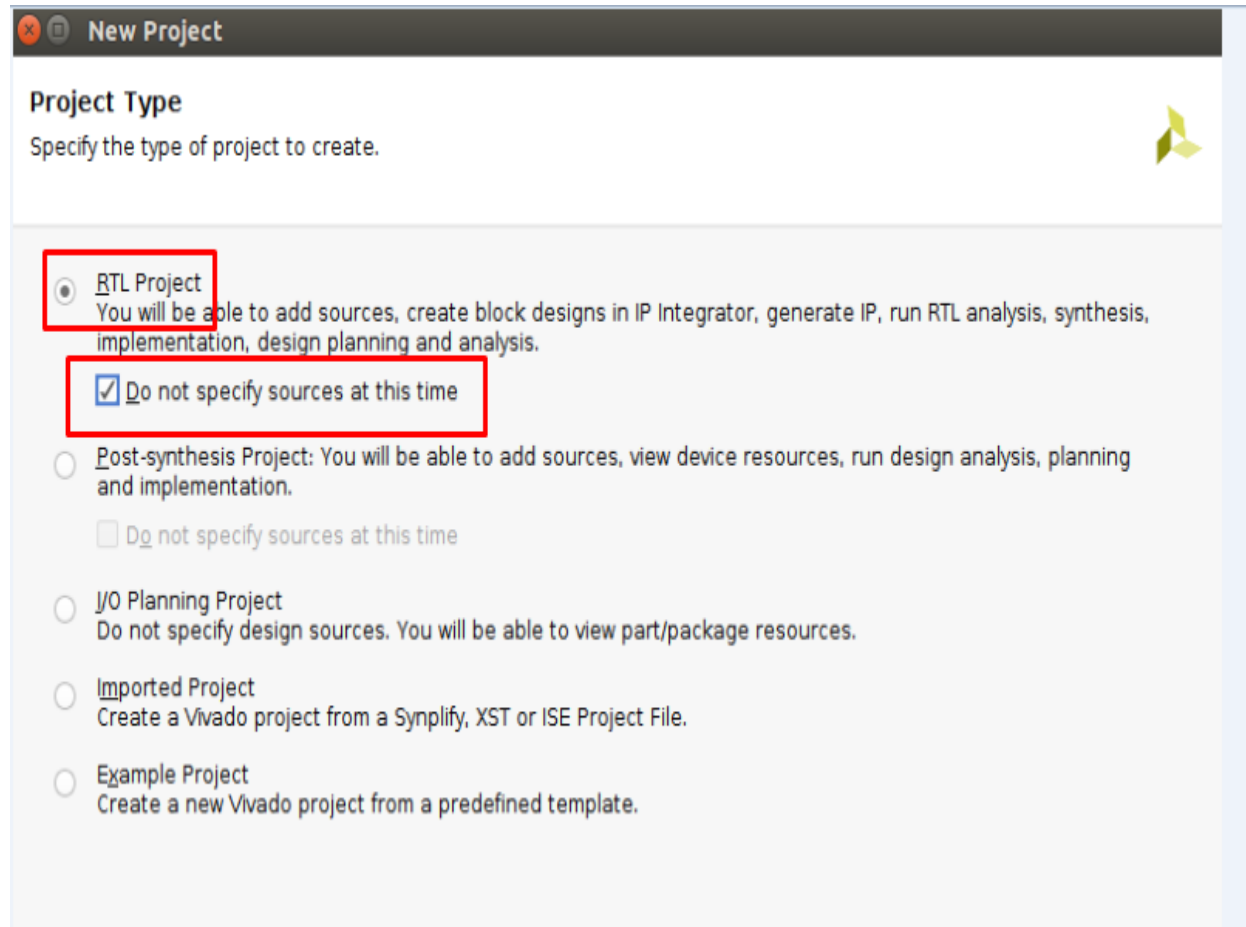 New Project
Project Type
Specify the type of project to create.
RTL Project
You will be able to add sources, create block designs in IP Integrator, generate IP, run RTL analysis, synthesis,
implementation, design planning and analysis.
Do not specify sources at this time
Post-synthesis Project: You will be able to add sources, view device resources, run design analysis, planning
and implementation.
Do not specify sources at this time
I/O Planning Project
Do not specify design sources. You will be able to view part/package resources.
Imported Project
Create a Vivado project from a Synplify, XST or ISE Project File.
Example Project
Create a new Vivado project from a predefined template.